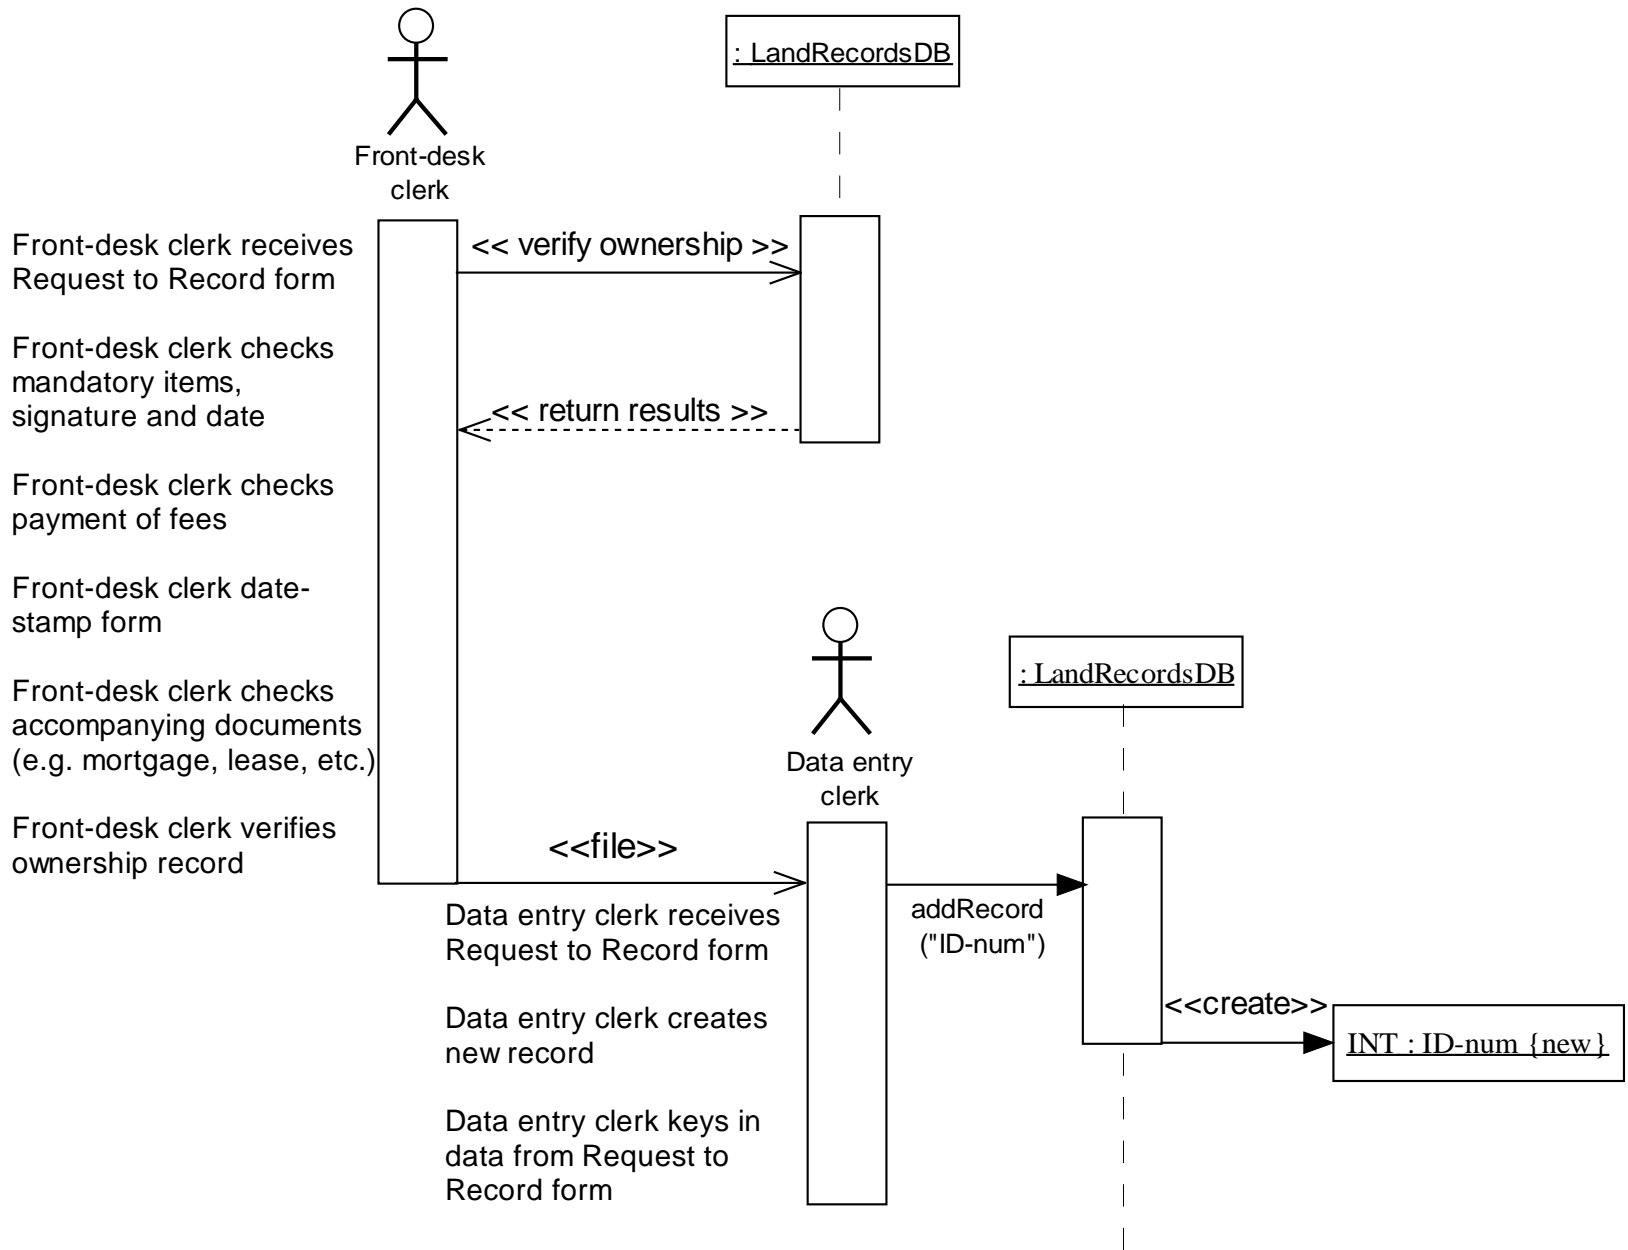 : LandRecordsDB
Front-desk
clerk
Front-desk clerk receives
Request to Record form
<< verify ownership >>
Front-desk clerk checks
mandatory items,
signature and date
<< return results >>
Front-desk clerk checks
payment of fees
Front-desk clerk date-
stamp form
Front-desk clerk checks
accompanying documents
(e.g. mortgage, lease, etc.)
: LandRecordsDB
Data entry
clerk
Front-desk clerk verifies
ownership record
<<file>>
Data entry clerk receives
Request to Record form
addRecord
("ID-num")
Data entry clerk creates
new record
<<create>>
INT : ID-num {new}
Data entry clerk keys in
data from Request to
Record form